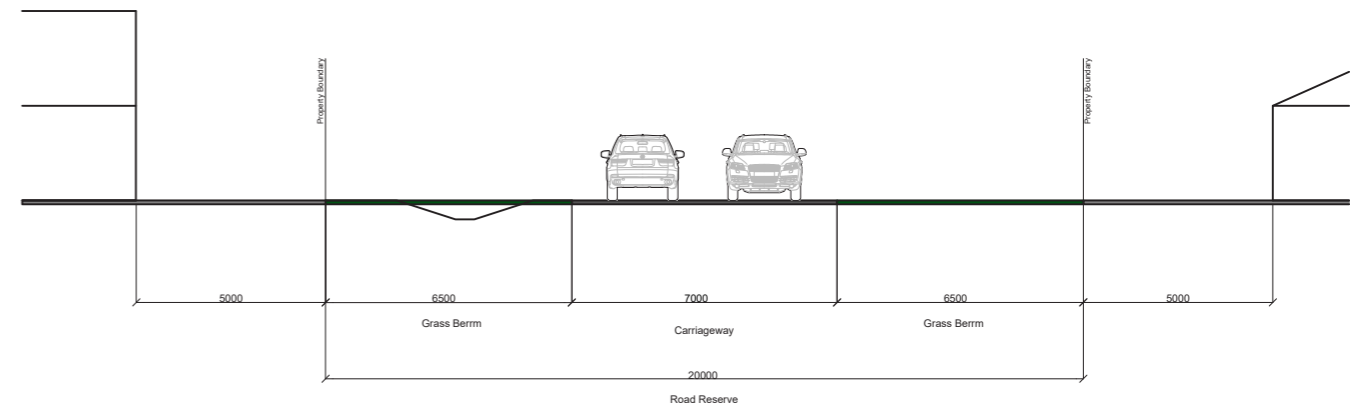 Property Boundary
Property Boundary
5000
6500
7000
6500
5000
Grass Berrm
Carriageway
Grass Berrm
20000
Road Reserve